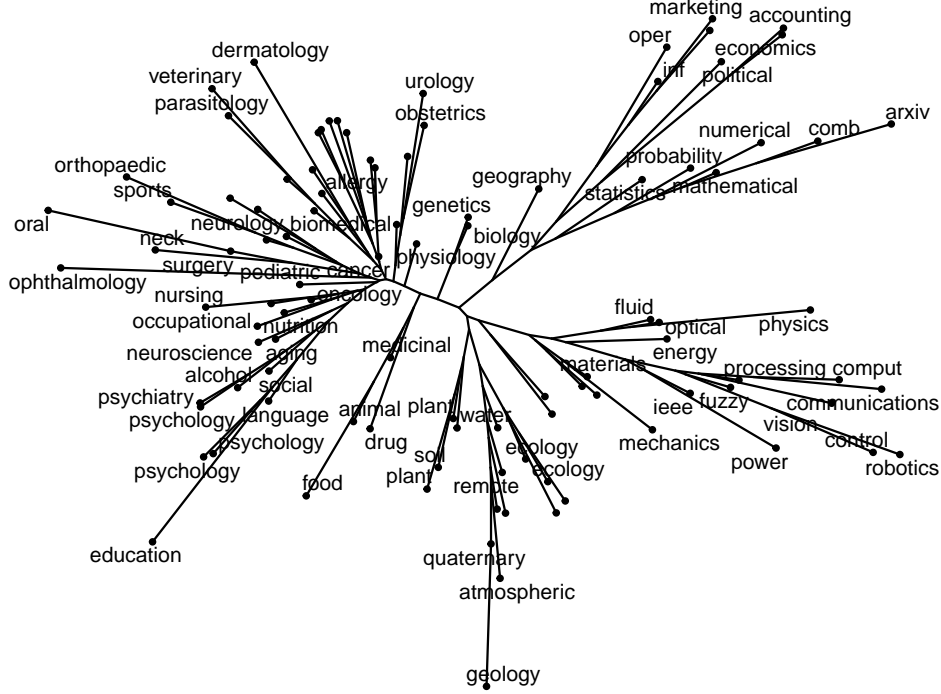 marketing
accounting
oper
economics
dermatology
inf
political
veterinary
urology
parasitology
obstetrics
arxiv
numerical
comb
probability
orthopaedic
geography
allergy
sports
statistics
mathematical
genetics
oral
neurology
biomedical
biology
neck
physiology
surgery
pediatric
cancer
ophthalmology
nursing
oncology
fluid
occupational
nutrition
optical
physics
medicinal
energy
neuroscience
aging
materials
processing
comput
alcohol
social
psychiatry
fuzzy
communications
psychology
language
animal
plant
water
ieee
vision
psychology
drug
mechanics
control
ecology
soil
power
robotics
psychology
ecology
plant
food
remote
education
quaternary
atmospheric
geology